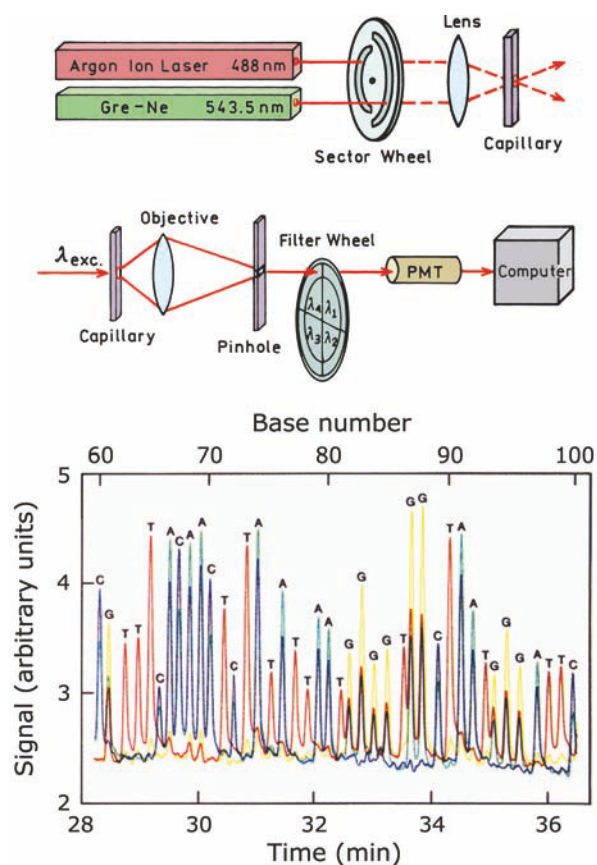 Argon Ion Laser 488 nm
Gre-Ne 543.5 nm
Lens
Sector Wheel
Capillary
Objective
λexc.
Filter Wheel
PMT
Computer
λ4 λ1
λ3 λ2
Capillary
Pinhole
Base number
60 70 80 90 100
5
4
3
2
Signal (arbitrary units)
C G T T T C A C A A C T C T A T A T T A A T G G G G T G G C T A A T G G G A T T C
28 30 32 34 36
Time (min)